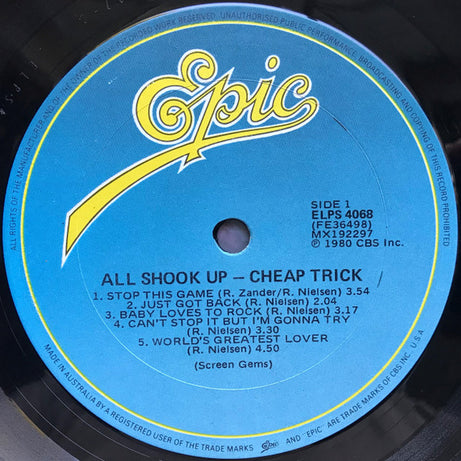 ALL RIGHTS OF THE MANUFACTURER AND OF THE OWNER OF THE RECORDED WORK RESERVED. UNAUTHORISED PUBLIC PERFORMANCE, BROADCASTING AND COPYING OF THIS RECORD PROHIBITED
Epic
SIDE 1
ELPS 4068
(FE36498)
MX192297
℗ 1980 CBS Inc.
ALL SHOOK UP – CHEAP TRICK
1. STOP THIS GAME (R. Zander/R. Nielsen) 3.54
2. JUST GOT BACK (R. Nielsen) 2.04
3. BABY LOVES TO ROCK (R. Nielsen) 3.17
4. CAN'T STOP IT BUT I'M GONNA TRY
(R. Nielsen) 3.30
5. WORLD'S GREATEST LOVER
(R. Nielsen) 4.50
(Screen Gems)
MADE IN AUSTRALIA BY A REGISTERED USER OF THE TRADE MARKS Epic AND EPIC ARE TRADE MARKS OF CBS INC U.S.A.